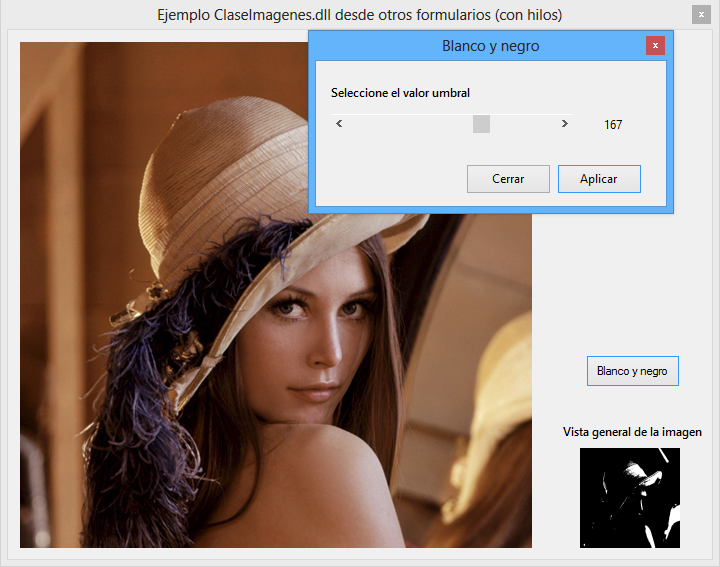 Ejemplo ClaseImagenes.dll desde otros formularios (con hilos)
x
Blanco y negro
x
Seleccione el valor umbral
< > 167
Cerrar Aplicar
Blanco y negro
Vista general de la imagen